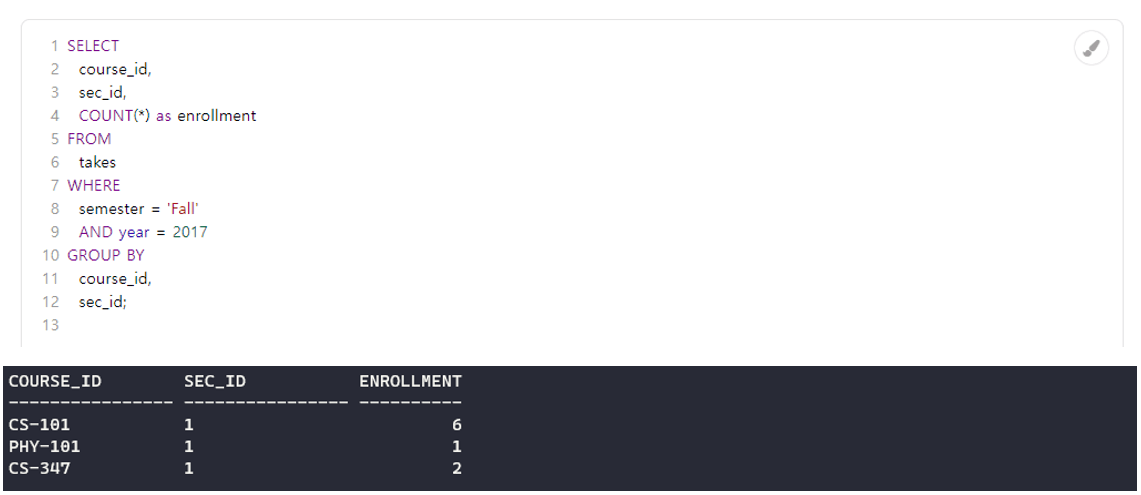 1 SELECT
2 course_id,
3 sec_id,
4 COUNT(*) as enrollment
5 FROM
6 takes
7 WHERE
8 semester = 'Fall'
9 AND year = 2017
10 GROUP BY
11 course_id,
12 sec_id;
13
COURSE_ID SEC_ID ENROLLMENT
---------------- ---------------- ----------
CS-101 1 6
PHY-101 1 1
CS-347 1 2